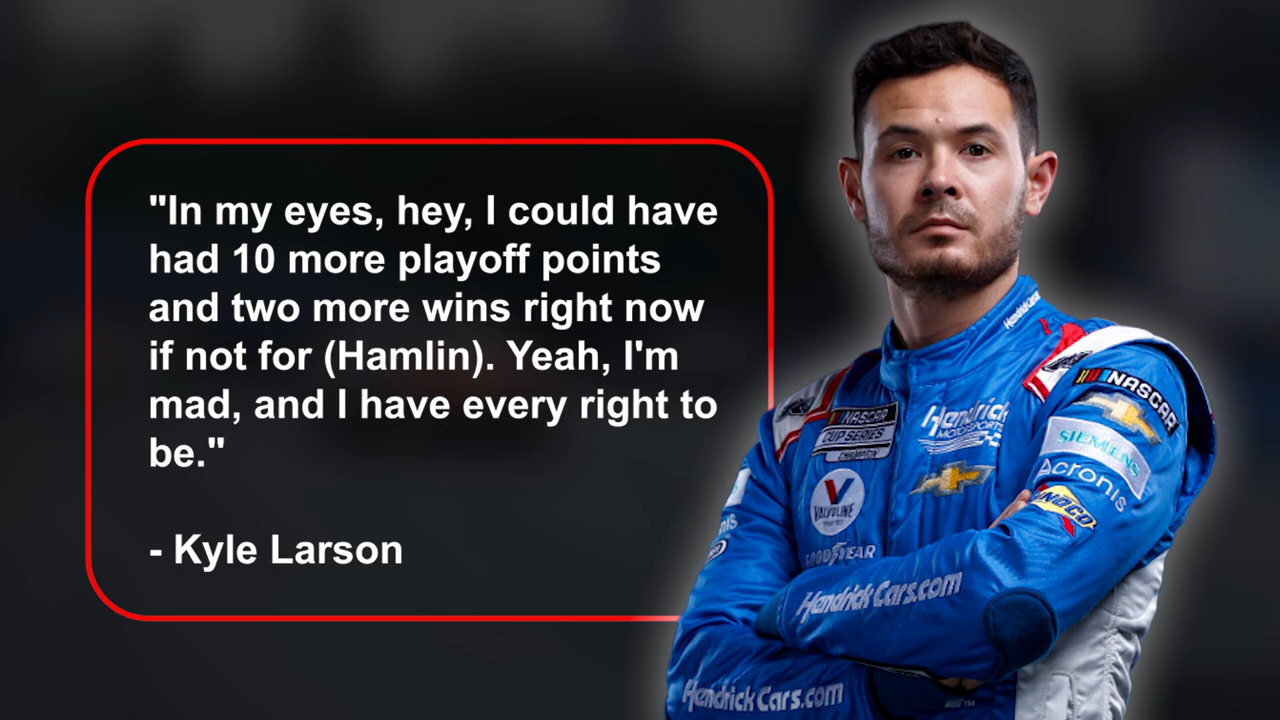 "In my eyes, hey, I could have
had 10 more playoff points
and two more wins right now
if not for (Hamlin). Yeah, I'm
mad, and I have every right to
be."
- Kyle Larson
HendrickCars
NASCAR
NASCAR
CUP SERIES
CHAMPION
Hendrick
MOTORSPORTS
SIEMENS
Acronis
SUNOCO
VALVOLINE
GOODYEAR
HendrickCars.com
HendrickCars.com